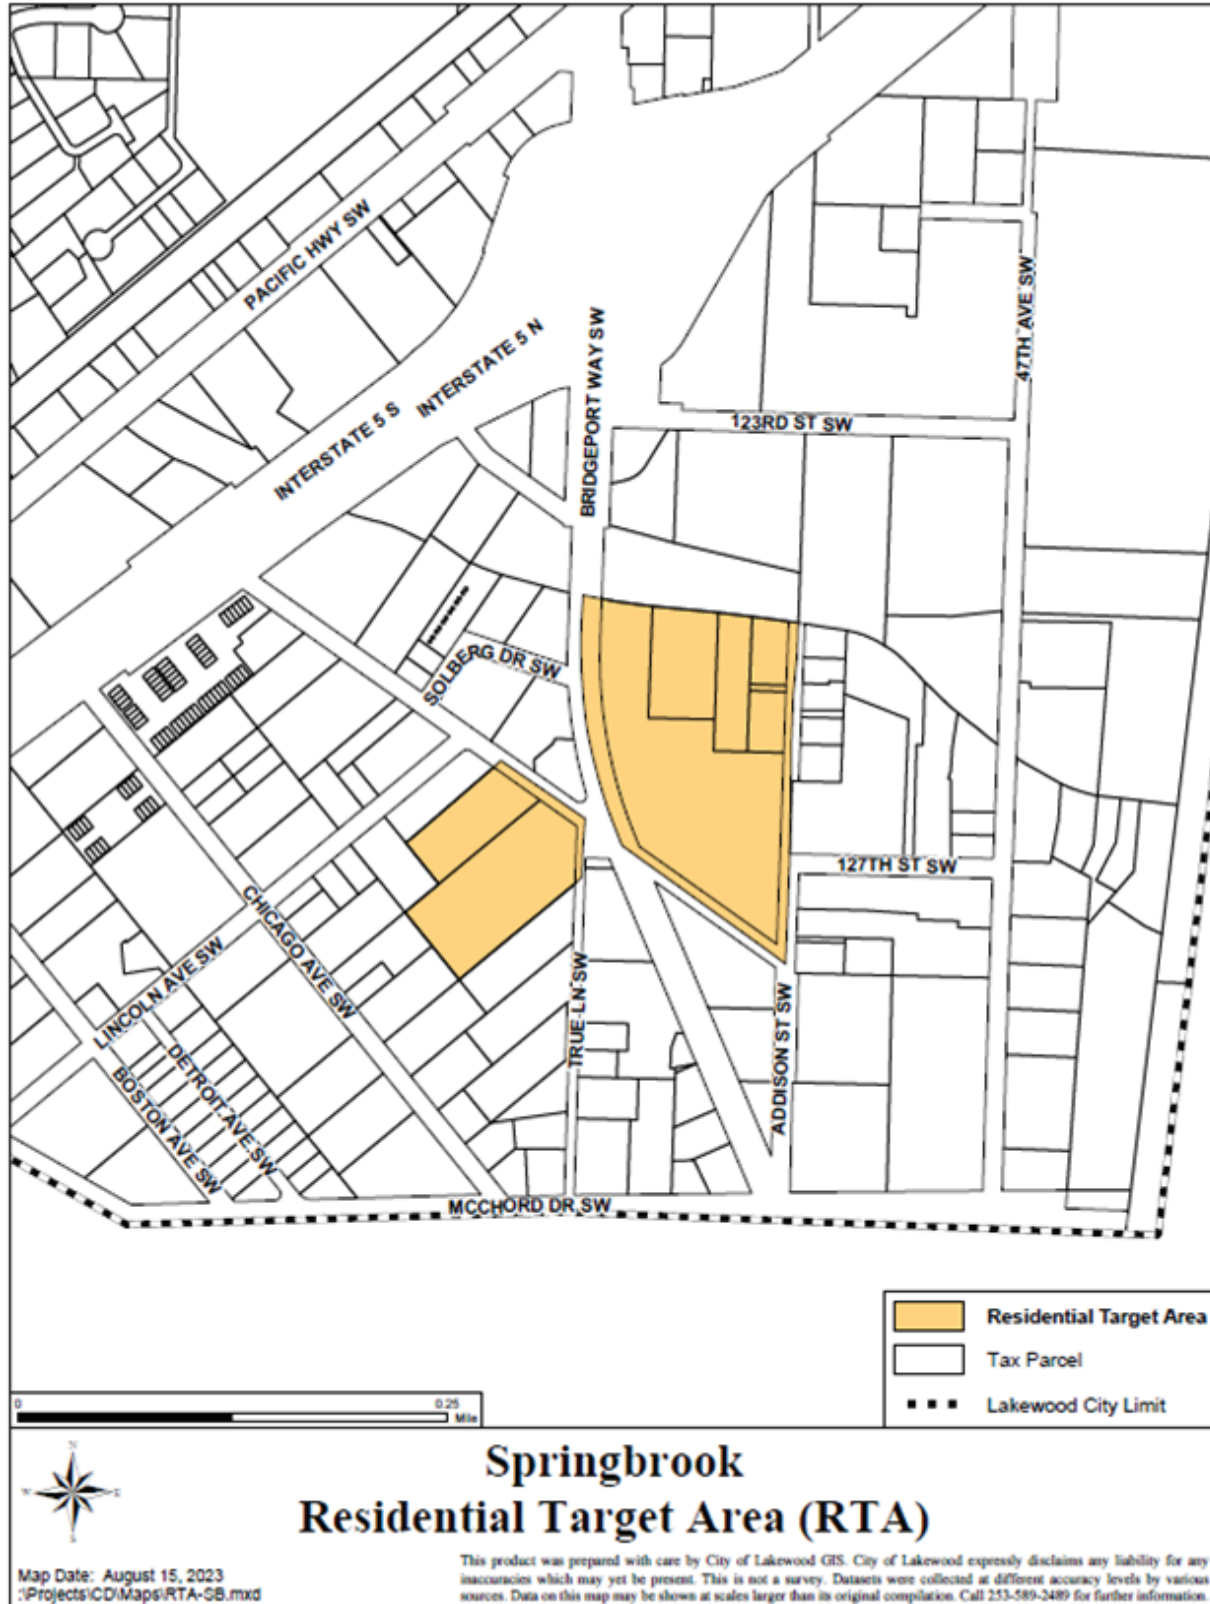 PACIFIC HWY SW
INTERSTATE 5 S
INTERSTATE 5 N
BRIDGEPORT WAY SW
47TH AVE SW
123RD ST SW
SOLBERG DR SW
127TH ST SW
CHICAGO AVE SW
LINCOLN AVE SW
DETROIT AVE SW
BOSTON AVE SW
TRUE LN SW
ADDISON ST SW
MCCHORD DR SW
Residential Target Area
Tax Parcel
Lakewood City Limit
0 0.25
Mile
N
W E
S
Springbrook
Residential Target Area (RTA)
Map Date: August 15, 2023
:\Projects\CD\Maps\RTA-SB.mxd
This product was prepared with care by City of Lakewood GIS. City of Lakewood expressly disclaims any liability for any
inaccuracies which may yet be present. This is not a survey. Datasets were collected at different accuracy levels by various
sources. Data on this map may be shown at scales larger than its original compilation. Call 253-589-2489 for further information.